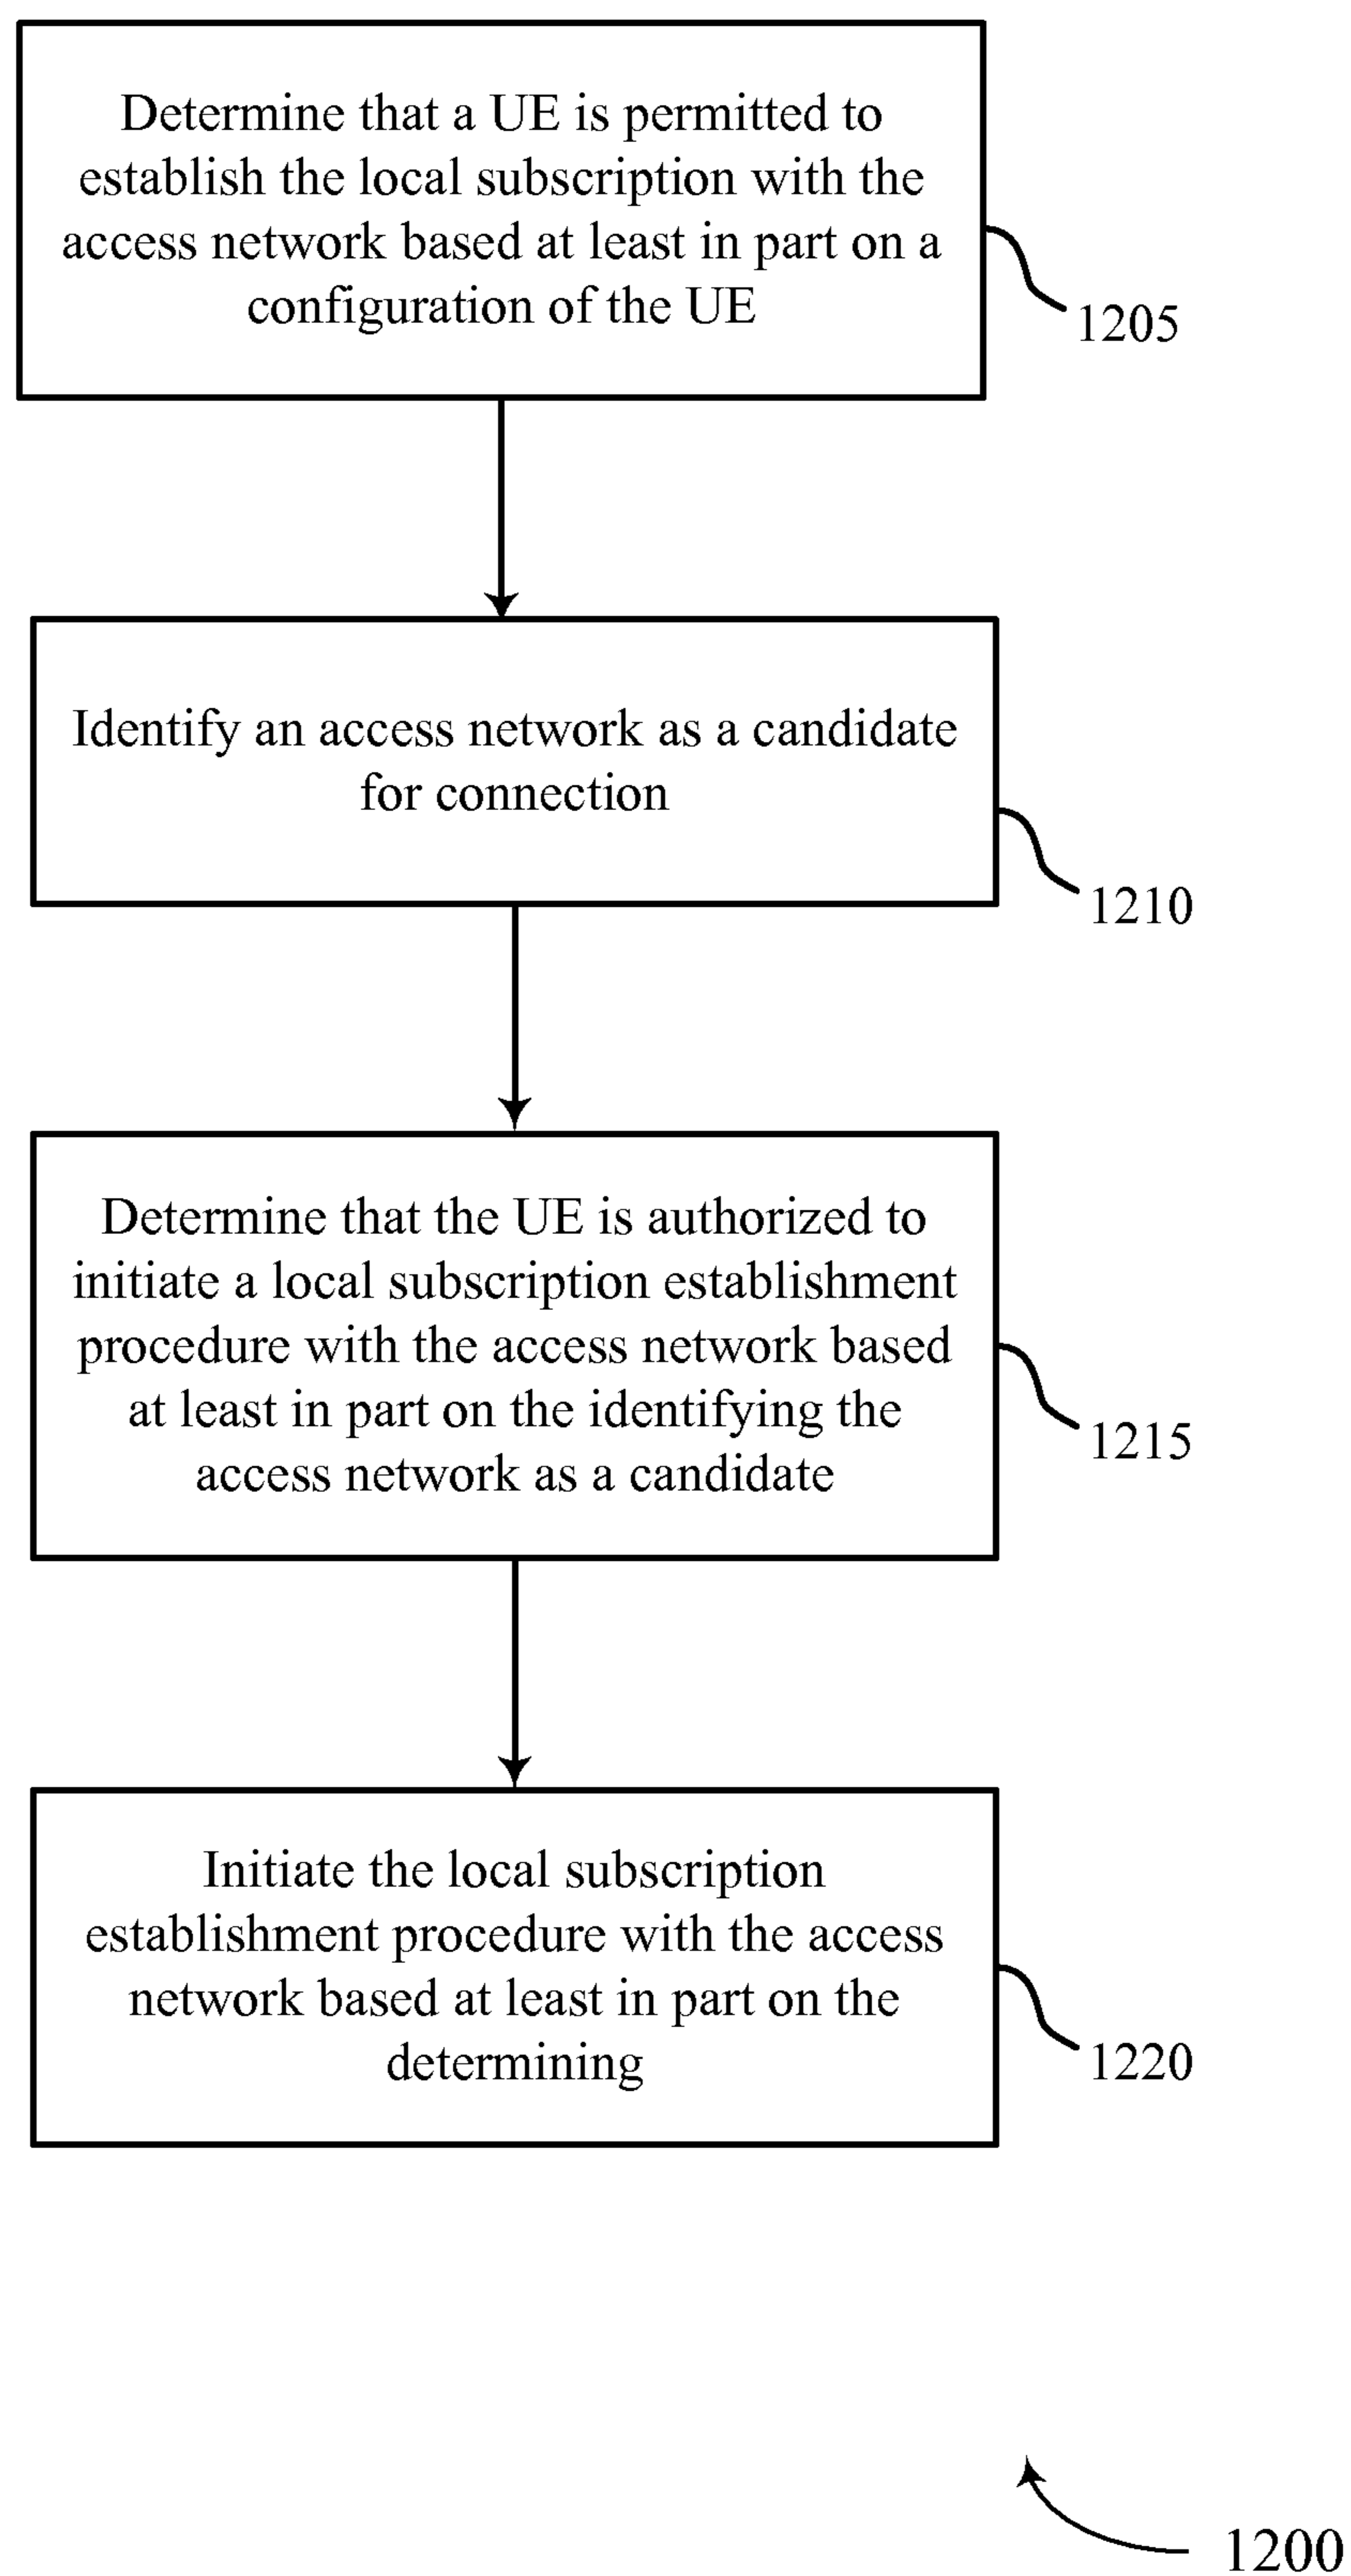 Determine that a UE is permitted to
establish the local subscription with the
access network based at least in part on a
configuration of the UE
1205
Identify an access network as a candidate
for connection
1210
Determine that the UE is authorized to
initiate a local subscription establishment
procedure with the access network based
at least in part on the identifying the
access network as a candidate
1215
Initiate the local subscription
establishment procedure with the access
network based at least in part on the
determining
1220
1200